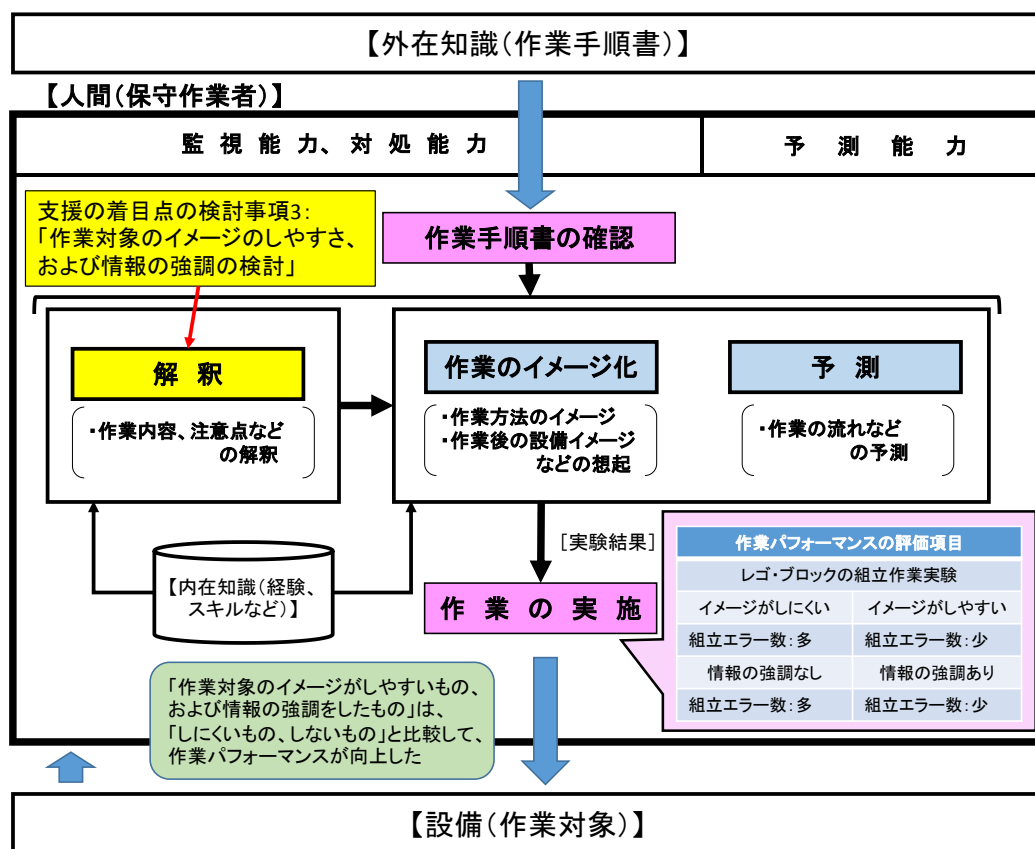 【外在知識(作業手順書)】
【人間(保守作業者)】
監視能力、対処能力
予測能力
支援の着目点の検討事項3:
「作業対象のイメージのしやすさ、
および情報の強調の検討」
作業手順書の確認
解釈
・作業内容、注意点など
の解釈
作業のイメージ化
・作業方法のイメージ
・作業後の設備イメージ
などの想起
予測
・作業の流れなど
の予測
【内在知識(経験、
スキルなど)】
[実験結果]
作業の実施
作業パフォーマンスの評価項目
レゴ・ブロックの組立作業実験
イメージがしにくい イメージがしやすい
組立エラー数:多 組立エラー数:少
情報の強調なし 情報の強調あり
組立エラー数:多 組立エラー数:少
「作業対象のイメージがしやすいもの、
および情報の強調をしたもの」は、
「しにくいもの、しないもの」と比較して、
作業パフォーマンスが向上した
【設備(作業対象)】